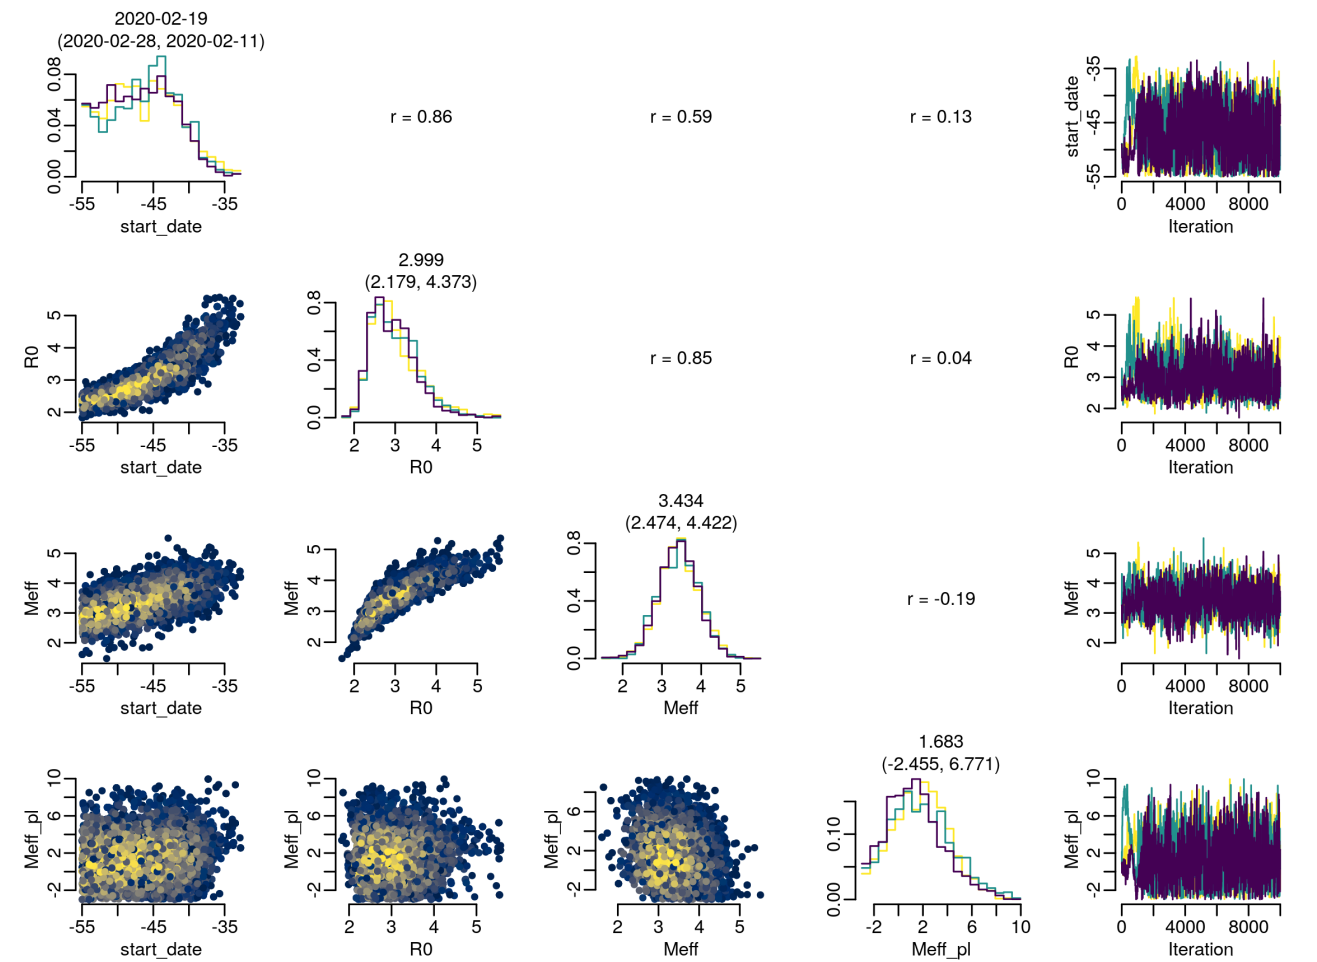 2020-02-19
(2020-02-28, 2020-02-11)
0.00 0.04 0.08
-55 -45 -35
start_date
r = 0.86
r = 0.59
r = 0.13
start_date
-55 -45 -35
0 4000 8000
Iteration
R0
2 3 4 5
-55 -45 -35
start_date
2.999
(2.179, 4.373)
0.0 0.4 0.8
2 3 4 5
R0
r = 0.85
r = 0.04
R0
2 3 4 5
0 4000 8000
Iteration
Meff
2 3 4 5
-55 -45 -35
start_date
Meff
2 3 4 5
2 3 4 5
R0
3.434
(2.474, 4.422)
0.0 0.4 0.8
2 3 4 5
Meff
r = -0.19
Meff
2 3 4 5
0 4000 8000
Iteration
Meff_pl
-2 2 6 10
-55 -45 -35
start_date
Meff_pl
-2 2 6 10
2 3 4 5
R0
Meff_pl
-2 2 6
2 3 4 5
Meff
1.683
(-2.455, 6.771)
0.00 0.10
-2 2 6 10
Meff_pl
Meff_pl
-2 2 6 10
0 4000 8000
Iteration